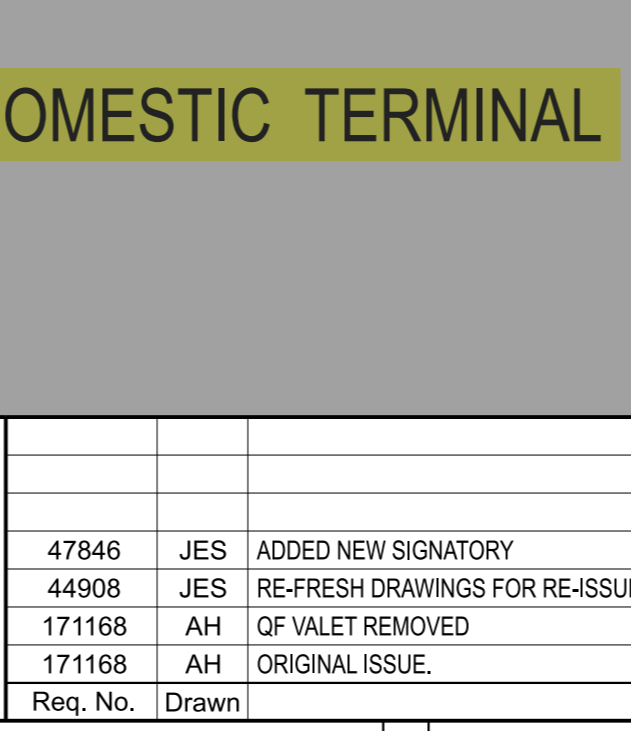 OMESTIC TERMINAL
47846 JES ADDED NEW SIGNATORY
44908 JES RE-FRESH DRAWINGS FOR RE-ISSU
171168 AH QF VALET REMOVED
171168 AH ORIGINAL ISSUE.
Req. No. Drawn